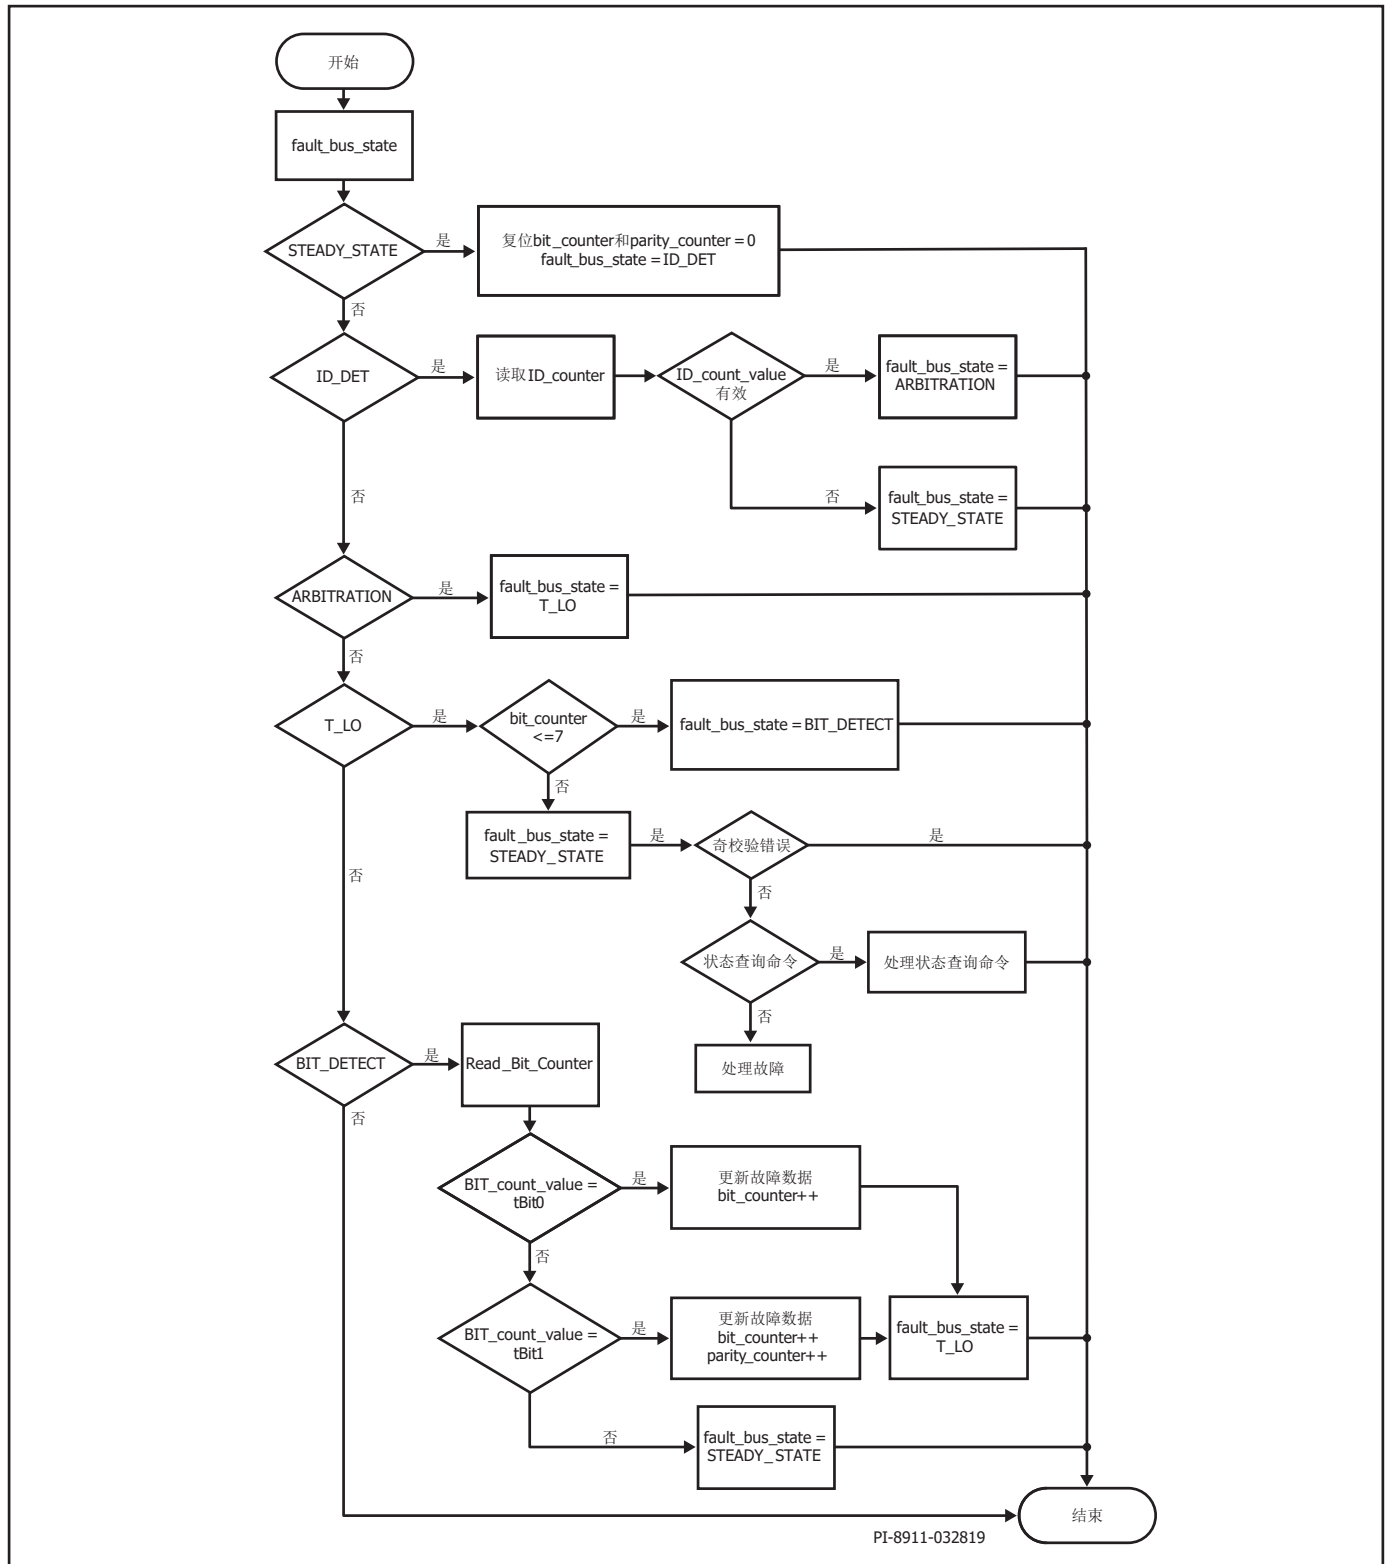 开始
fault_bus_state
STEADY_STATE
是
复位bit_counter和parity_counter = 0
fault_bus_state = ID_DET
否
ID_DET
是
读取ID_counter
ID_count_value
有效
是
fault_bus_state =
ARBITRATION
否
否
fault_bus_state =
STEADY_STATE
ARBITRATION
是
fault_bus_state =
T_LO
否
T_LO
是
bit_counter
<=7
是
fault_bus_state = BIT_DETECT
否
fault_bus_state =
STEADY_STATE
是
奇校验错误
是
否
否
状态查询命令
是
处理状态查询命令
否
处理故障
BIT_DETECT
是
Read_Bit_Counter
否
BIT_count_value =
tBit0
是
更新故障数据
bit_counter++
否
BIT_count_value =
tBit1
是
更新故障数据
bit_counter++
parity_counter++
fault_bus_state =
T_LO
否
fault_bus_state =
STEADY_STATE
结束
PI-8911-032819